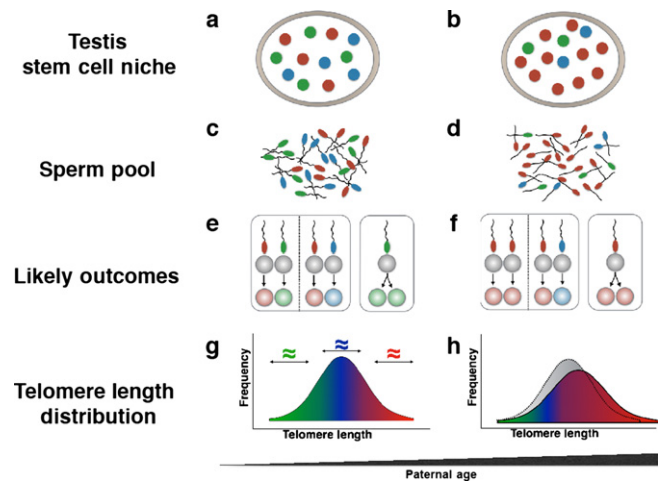 a
b
Testis
stem cell niche
c
d
Sperm pool
e
f
Likely outcomes
g
h
≈ ≈ ≈
Frequency
Frequency
Telomere length
distribution
Telomere length
Telomere length
Paternal age